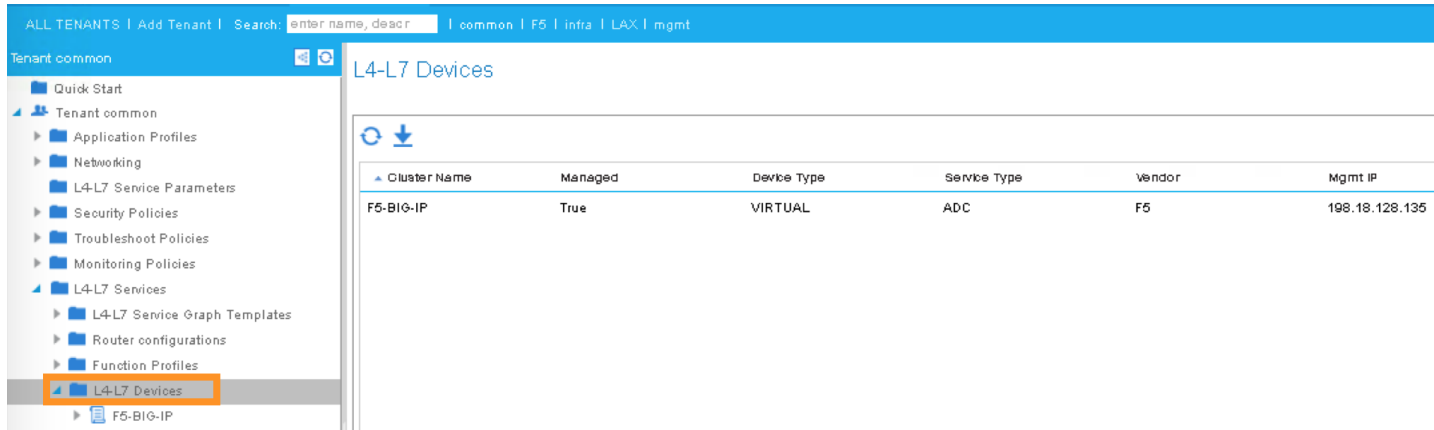 ALL TENANTS | Add Tenant | Search: enter name, descr | common | F5 | infra | LAX | mgmt
Tenant common
Quick Start
Tenant common
Application Profiles
Networking
L4-L7 Service Parameters
Security Policies
Troubleshoot Policies
Monitoring Policies
L4-L7 Services
L4-L7 Service Graph Templates
Router configurations
Function Profiles
L4-L7 Devices
F5-BIG-IP
L4-L7 Devices
Cluster Name Managed Device Type Service Type Vendor Mgmt IP
F5-BIG-IP True VIRTUAL ADC F5 198.18.128.135